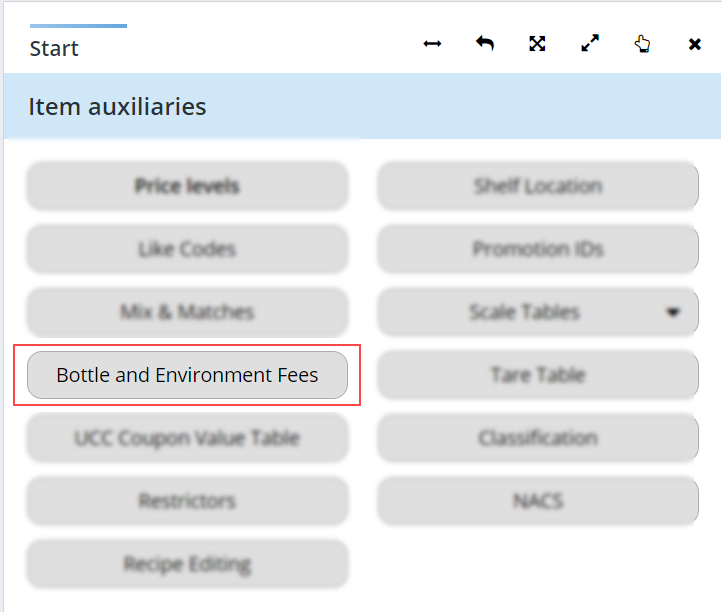 Start
Item auxiliaries
Price levels
Shelf Location
Like Codes
Promotion IDs
Mix & Matches
Scale Tables
Bottle and Environment Fees
Tare Table
UCC Coupon Value Table
Classification
Restrictors
NACS
Recipe Editing